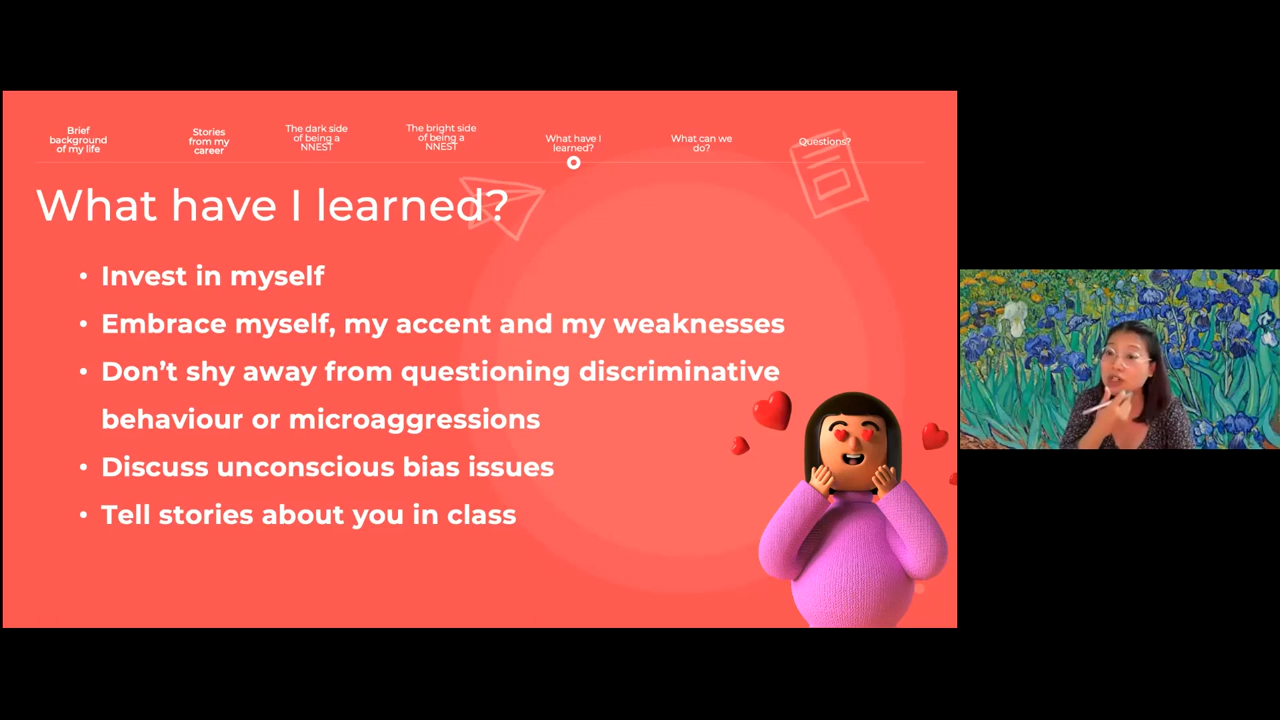 Brief
background
of my life
Stories
from my
career
The dark side
of being a
NNEST
The bright side
of being a
NNEST
What have I
learned?
What can we
do?
Questions?
What have I learned?
• Invest in myself
• Embrace myself, my accent and my weaknesses
• Don’t shy away from questioning discriminative
behaviour or microaggressions
• Discuss unconscious bias issues
• Tell stories about you in class